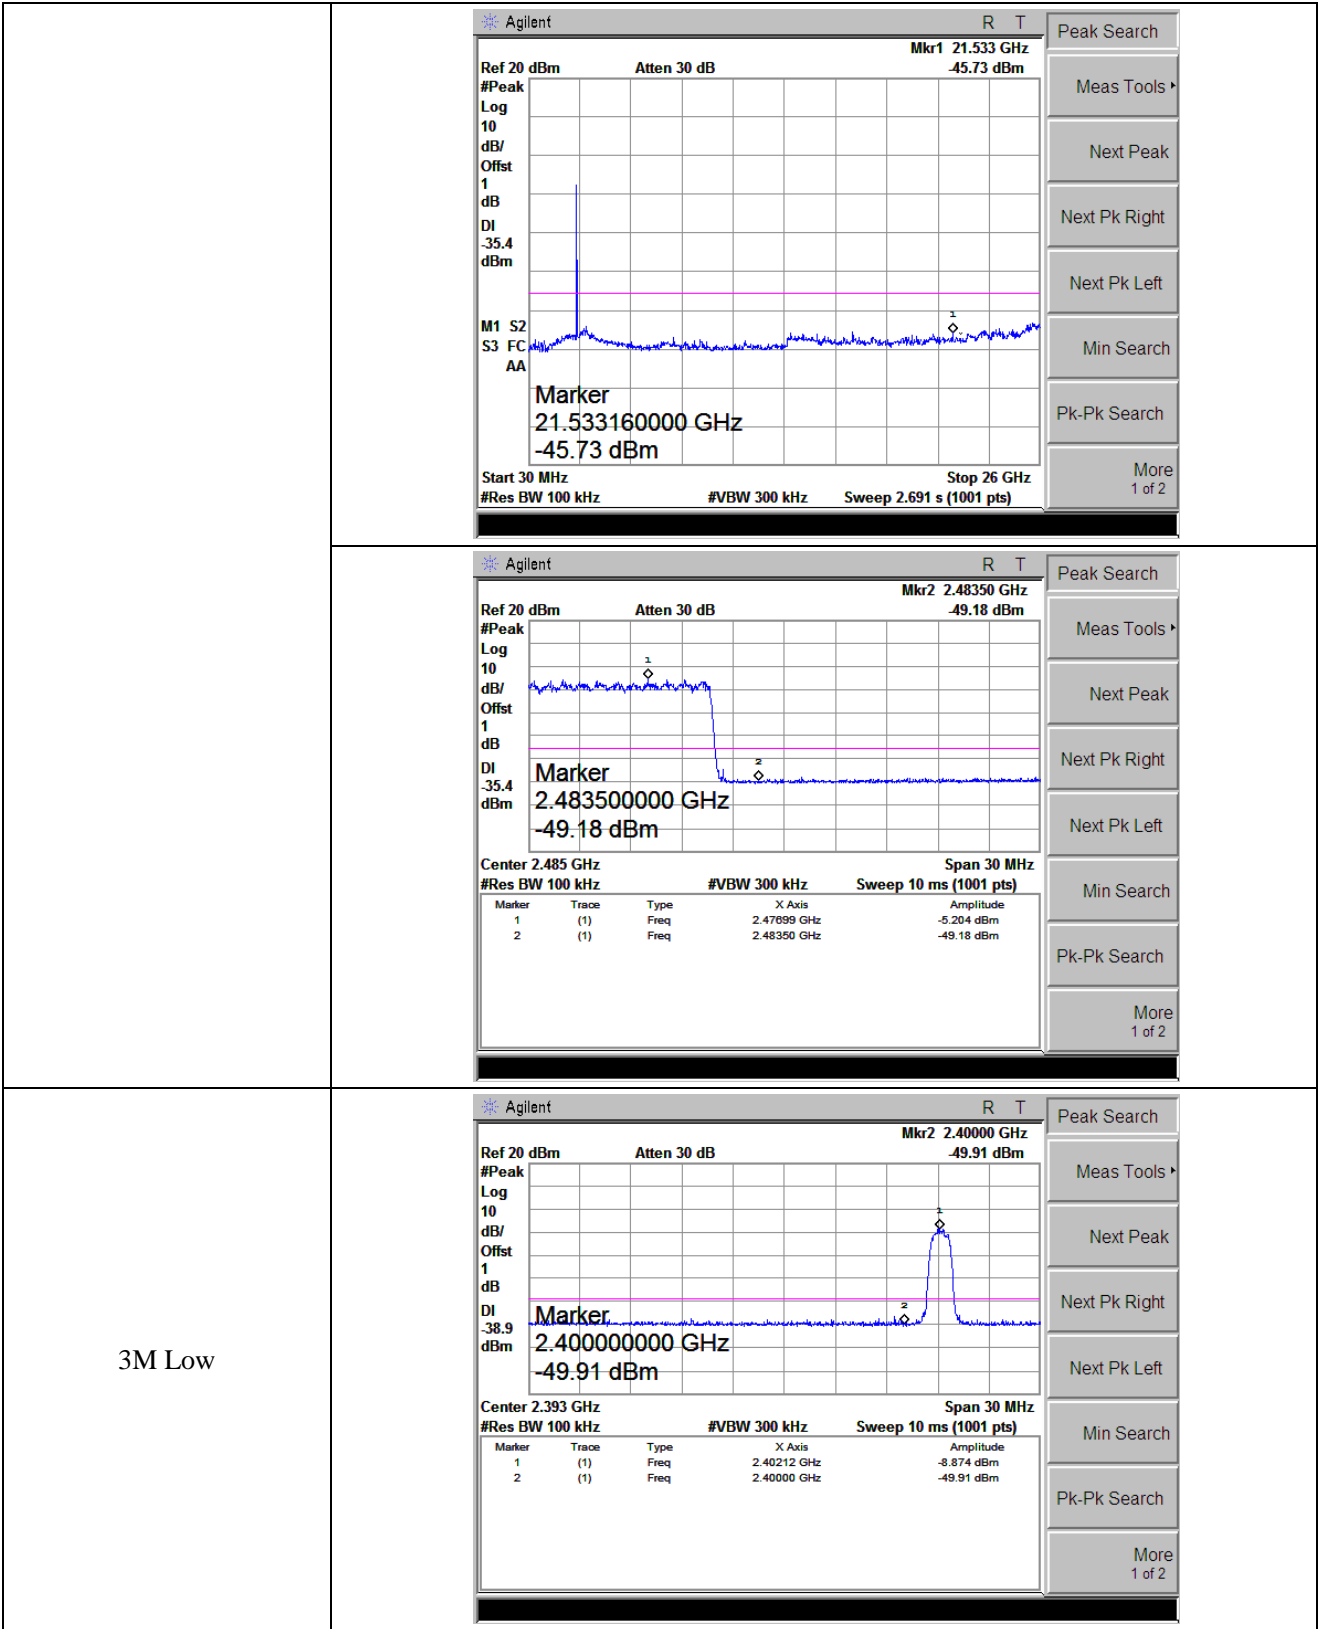 Agilent R T
Peak Search
Mkr1 21.533 GHz
Ref 20 dBm Atten 30 dB -45.73 dBm
#Peak
Log
10
dB/
Offst
1
dB
DI
-35.4
dBm
M1 S2
S3 FC
AA
1
Marker
21.533160000 GHz
-45.73 dBm
Start 30 MHz Stop 26 GHz
#Res BW 100 kHz #VBW 300 kHz Sweep 2.691 s (1001 pts)
Meas Tools
Next Peak
Next Pk Right
Next Pk Left
Min Search
Pk-Pk Search
More
1 of 2
Agilent R T
Peak Search
Mkr2 2.48350 GHz
Ref 20 dBm Atten 30 dB -49.18 dBm
#Peak
Log
10
dB/
Offst
1
dB
DI
-35.4
dBm
1
2
Marker
2.483500000 GHz
-49.18 dBm
Center 2.485 GHz Span 30 MHz
#Res BW 100 kHz #VBW 300 kHz Sweep 10 ms (1001 pts)
Marker Trace Type X Axis Amplitude
1 (1) Freq 2.47699 GHz -5.204 dBm
2 (1) Freq 2.48350 GHz -49.18 dBm
Meas Tools
Next Peak
Next Pk Right
Next Pk Left
Min Search
Pk-Pk Search
More
1 of 2
3M Low
Agilent R T
Peak Search
Mkr2 2.40000 GHz
Ref 20 dBm Atten 30 dB -49.91 dBm
#Peak
Log
10
dB/
Offst
1
dB
DI
-38.9
dBm
1
2
Marker
2.400000000 GHz
-49.91 dBm
Center 2.393 GHz Span 30 MHz
#Res BW 100 kHz #VBW 300 kHz Sweep 10 ms (1001 pts)
Marker Trace Type X Axis Amplitude
1 (1) Freq 2.40212 GHz -8.874 dBm
2 (1) Freq 2.40000 GHz -49.91 dBm
Meas Tools
Next Peak
Next Pk Right
Next Pk Left
Min Search
Pk-Pk Search
More
1 of 2